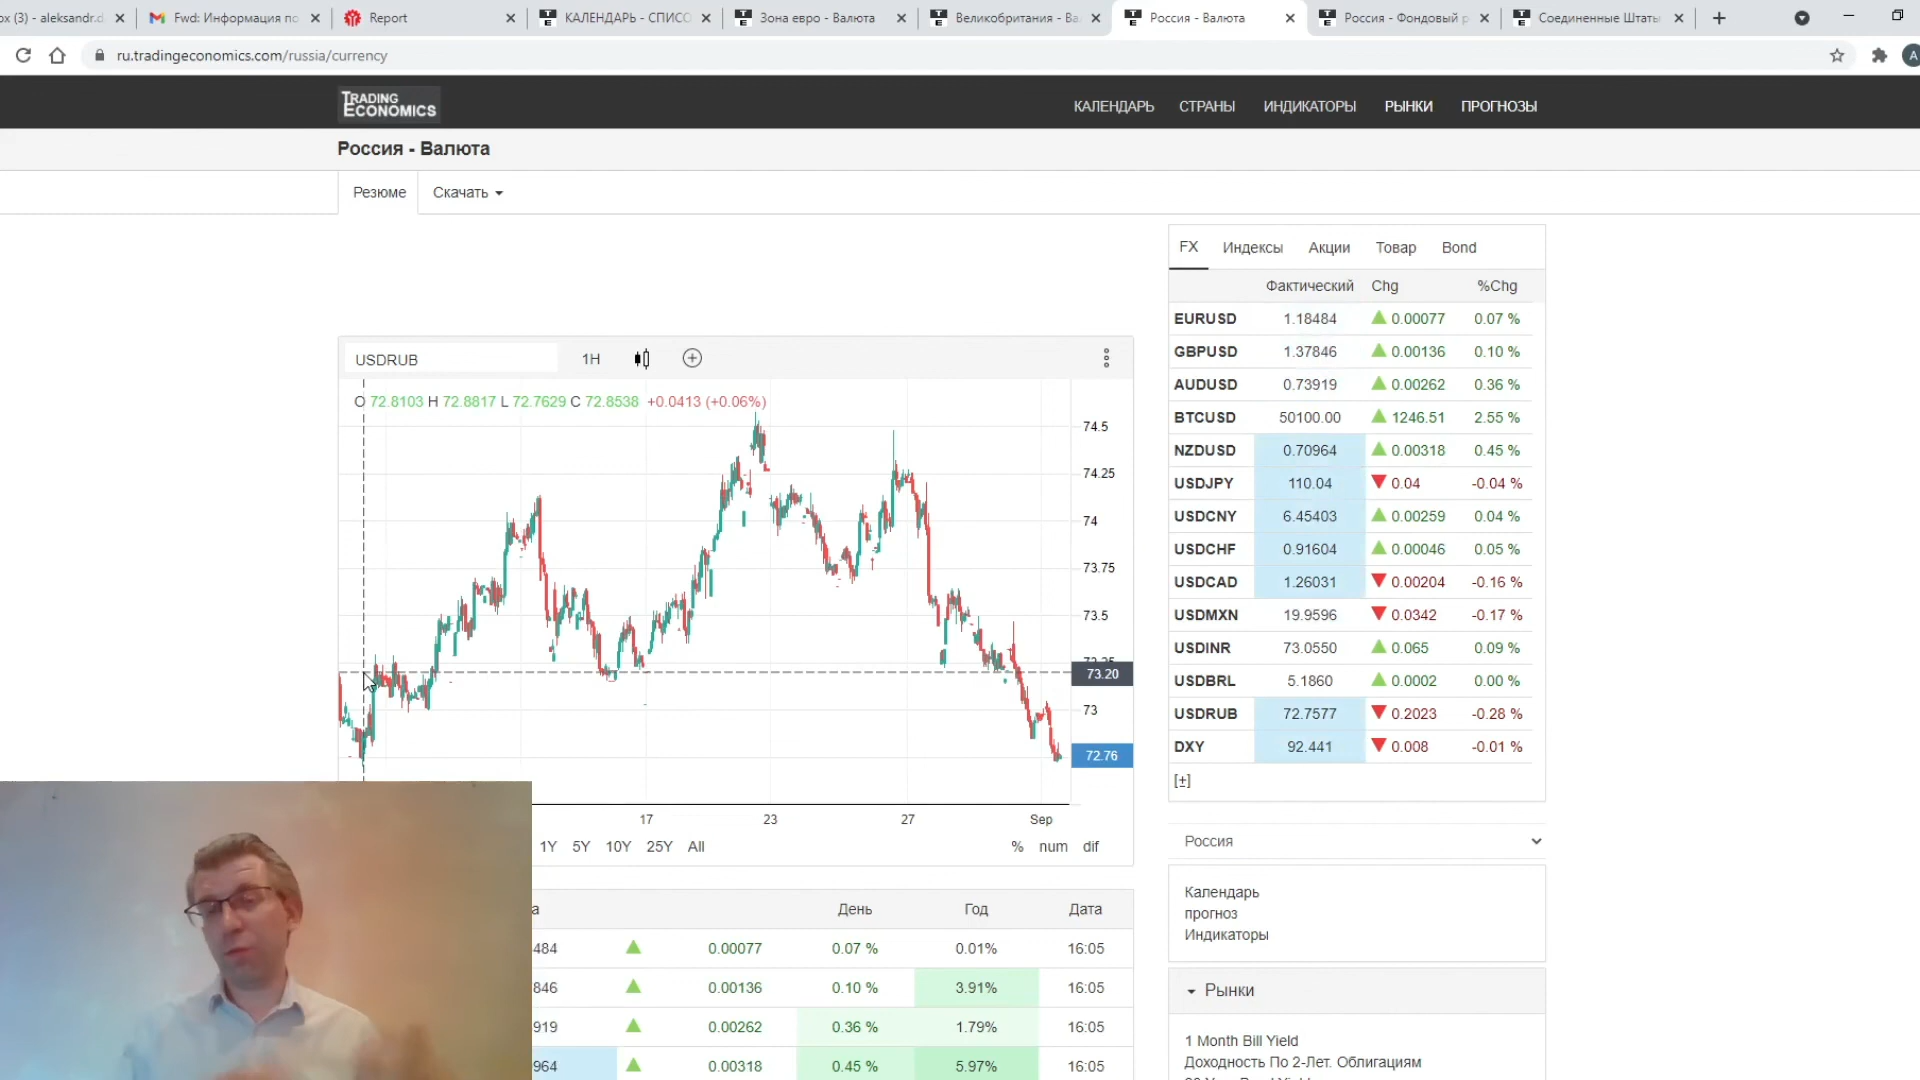 ox (3) - aleksandr.d
Fwd: Информация по
Report
КАЛЕНДАРЬ - СПИСО
Зона евро - Валюта
Великобритания - Ва
Россия - Валюта
Россия - Фондовый р
Соединенные Штаты
ru.tradingeconomics.com/russia/currency
A
TRADING
ECONOMICS
КАЛЕНДАРЬ СТРАНЫ ИНДИКАТОРЫ РЫНКИ ПРОГНОЗЫ
Россия - Валюта
Резюме Скачать
USDRUB 1H
O 72.8103 H 72.8817 L 72.7629 C 72.8538 +0.0413 (+0.06%)
74.5
74.25
74
73.75
73.5
73.25
73.20
73
72.76
17 23 27 Sep
1Y 5Y 10Y 25Y All % num dif
FX Индексы Акции Товар Bond
Фактический Chg %Chg
EURUSD 1.18484 0.00077 0.07 %
GBPUSD 1.37846 0.00136 0.10 %
AUDUSD 0.73919 0.00262 0.36 %
BTCUSD 50100.00 1246.51 2.55 %
NZDUSD 0.70964 0.00318 0.45 %
USDJPY 110.04 0.04 -0.04 %
USDCNY 6.45403 0.00259 0.04 %
USDCHF 0.91604 0.00046 0.05 %
USDCAD 1.26031 0.00204 -0.16 %
USDMXN 19.9596 0.0342 -0.17 %
USDINR 73.0550 0.065 0.09 %
USDBRL 5.1860 0.0002 0.00 %
USDRUB 72.7577 0.2023 -0.28 %
DXY 92.441 0.008 -0.01 %
[±]
Россия
Календарь
прогноз
Индикаторы
Рынки
1 Month Bill Yield
Доходность По 2-Лет. Облигациям
а День Год Дата
484 0.00077 0.07 % 0.01% 16:05
846 0.00136 0.10 % 3.91% 16:05
919 0.00262 0.36 % 1.79% 16:05
964 0.00318 0.45 % 5.97% 16:05